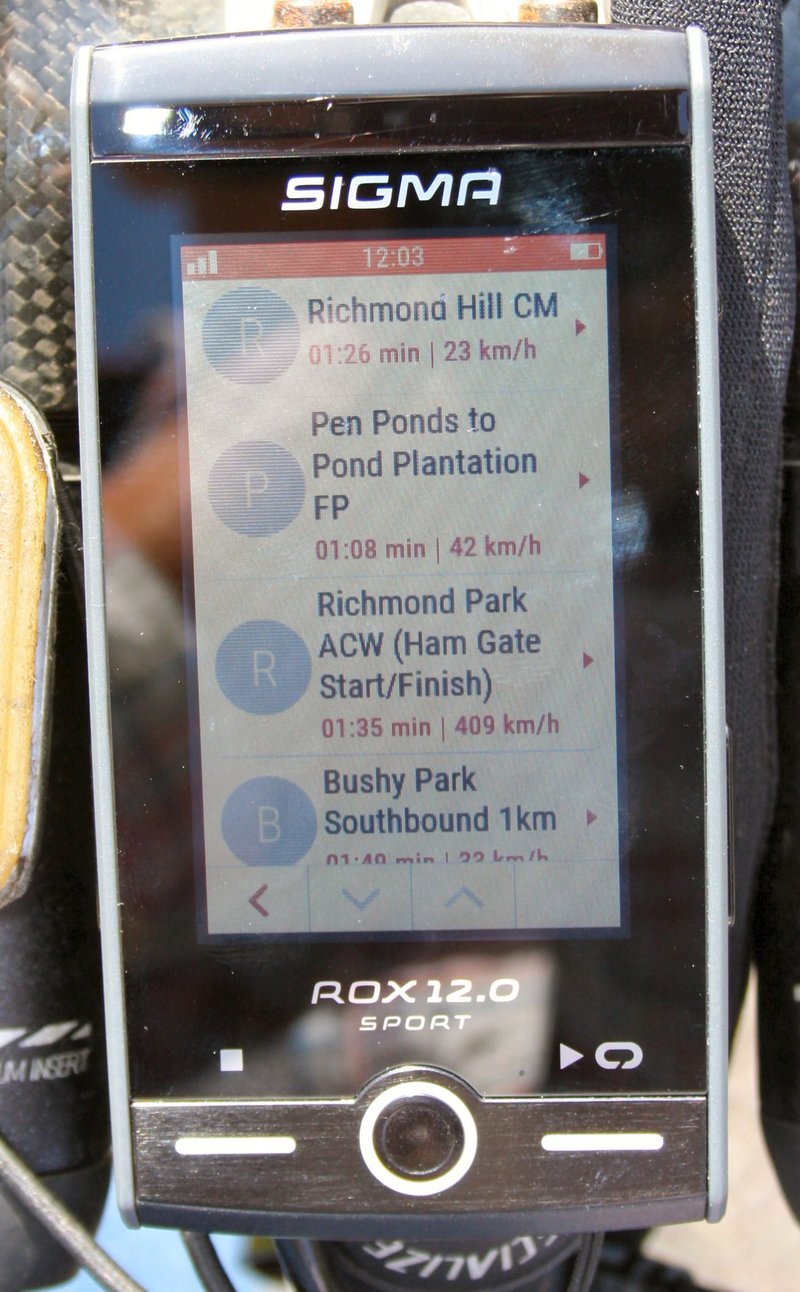 SIGMA
12:03
R
Richmond Hill CM
01:26 min | 23 km/h
P
Pen Ponds to
Pond Plantation
FP
01:08 min | 42 km/h
R
Richmond Park
ACW (Ham Gate
Start/Finish)
01:35 min | 409 km/h
B
Bushy Park
Southbound 1km
ROX 12.0
SPORT
UM INSERT